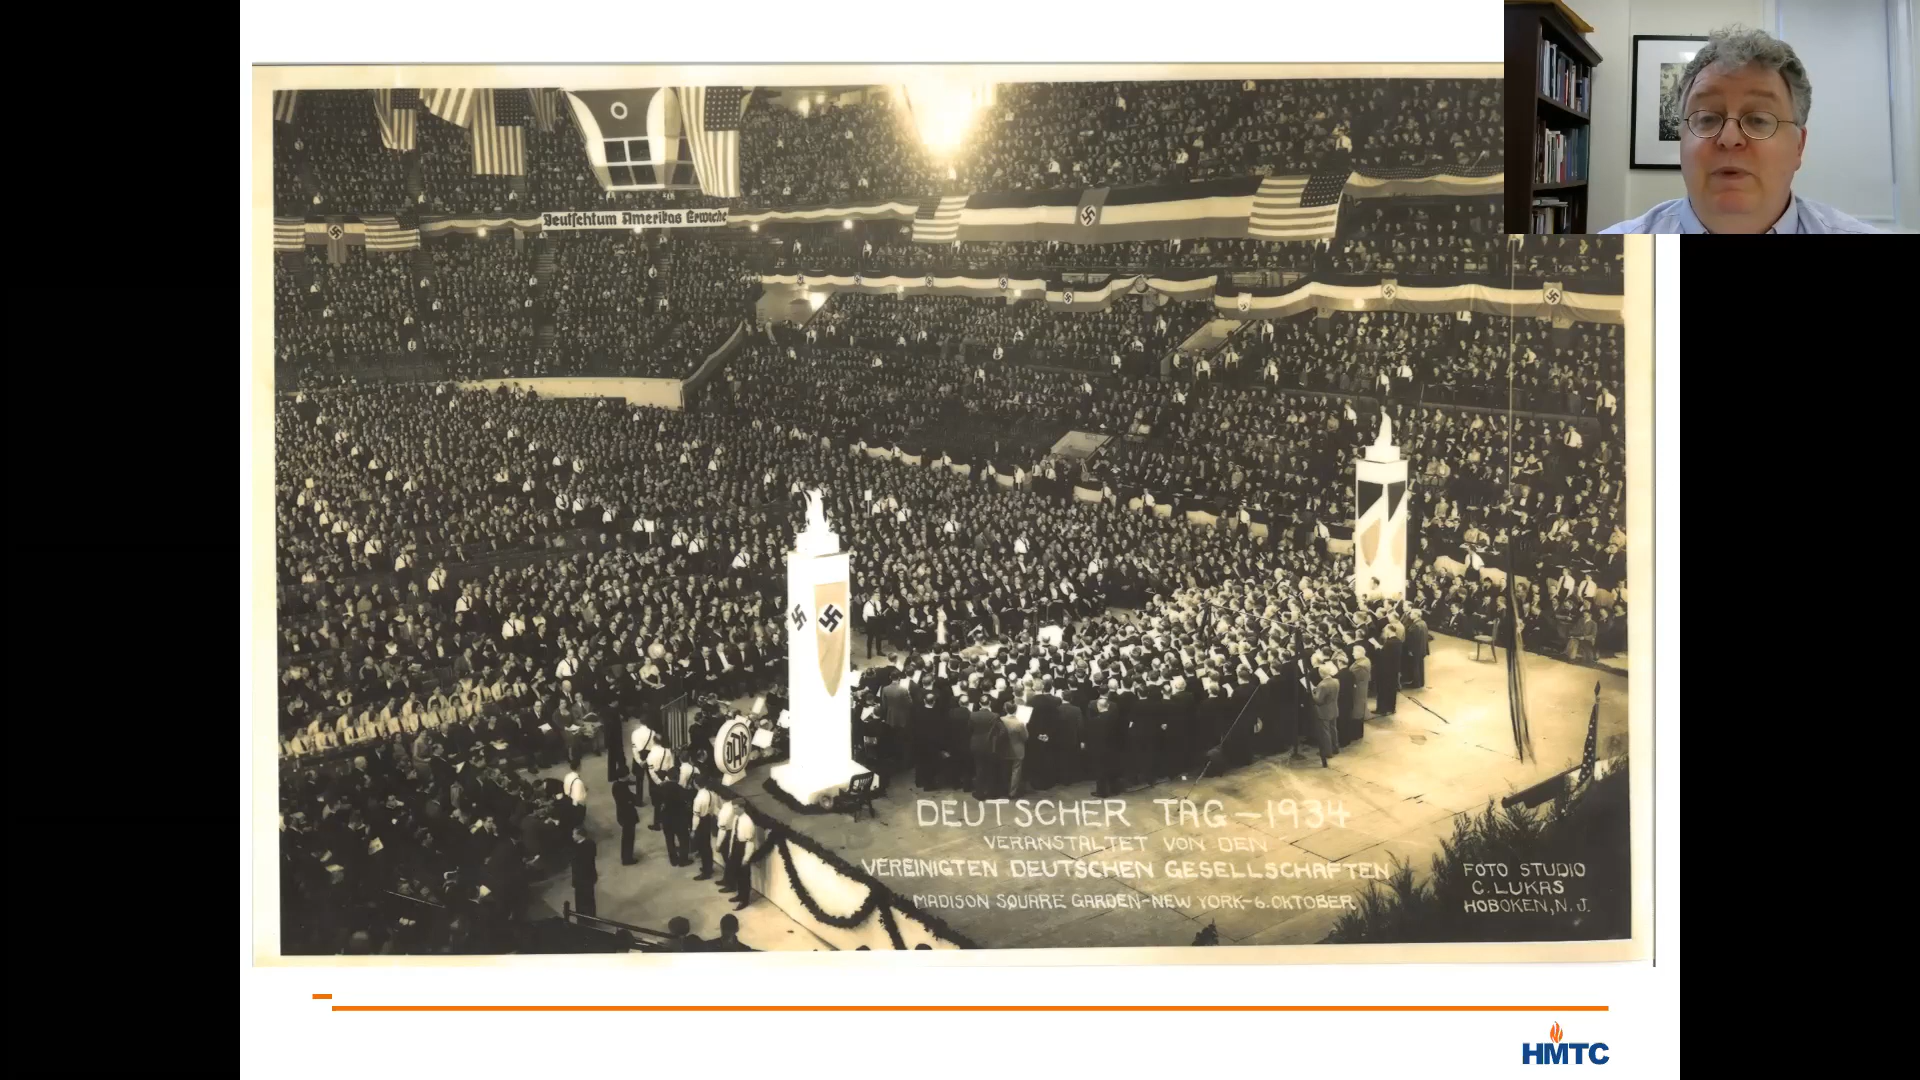 Deutschtum Amerikas Erwache
DAB
DEUTSCHER TAG – 1934
VERANSTALTET VON DEN
VEREINIGTEN DEUTSCHEN GESELLSCHAFTEN
MADISON SQUARE GARDEN – NEW YORK – 6. OKTOBER
FOTO STUDIO
C. LUKAS
HOBOKEN, N. J.
HMTC